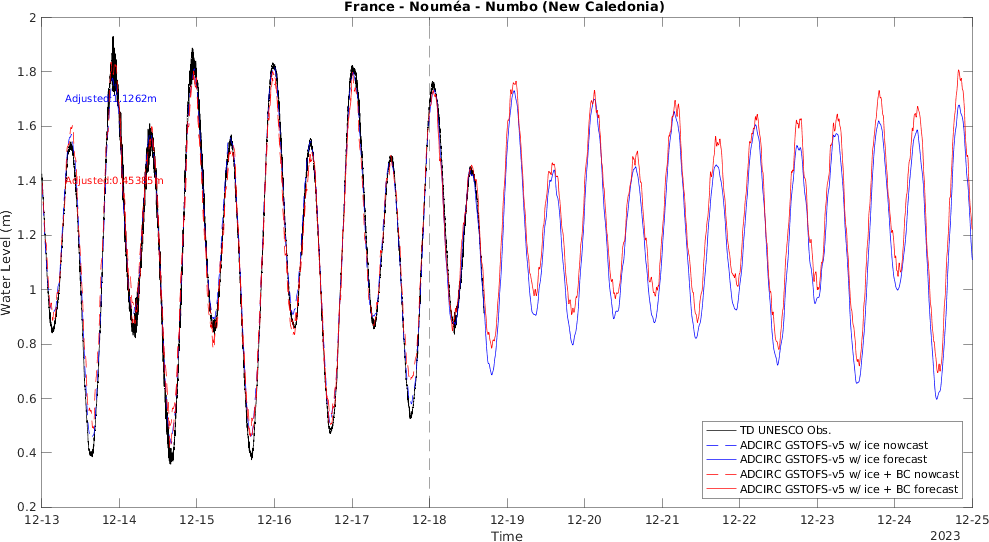 France - Nouméa - Numbo (New Caledonia)
Water Level (m)
2
1.8
1.6
1.4
1.2
1
0.8
0.6
0.4
0.2
Adjusted:1.1262m
Adjusted:0.45385m
TD UNESCO Obs.
ADCIRC GSTOFS-v5 w/ ice nowcast
ADCIRC GSTOFS-v5 w/ ice forecast
ADCIRC GSTOFS-v5 w/ ice + BC nowcast
ADCIRC GSTOFS-v5 w/ ice + BC forecast
12-13 12-14 12-15 12-16 12-17 12-18 12-19 12-20 12-21 12-22 12-23 12-24 12-25
Time
2023